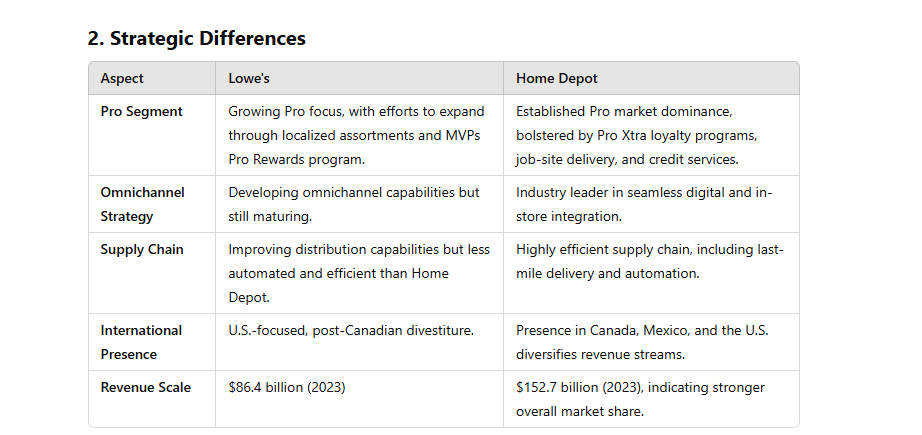 2. Strategic Differences
Aspect
Lowe's
Home Depot
Pro Segment
Growing Pro focus, with efforts to expand
through localized assortments and MVPs
Pro Rewards program.
Established Pro market dominance,
bolstered by Pro Xtra loyalty programs,
job-site delivery, and credit services.
Omnichannel
Strategy
Developing omnichannel capabilities but
still maturing.
Industry leader in seamless digital and in-
store integration.
Supply Chain
Improving distribution capabilities but less
automated and efficient than Home
Depot.
Highly efficient supply chain, including last-
mile delivery and automation.
International
Presence
U.S.-focused, post-Canadian divestiture.
Presence in Canada, Mexico, and the U.S.
diversifies revenue streams.
Revenue Scale
$86.4 billion (2023)
$152.7 billion (2023), indicating stronger
overall market share.